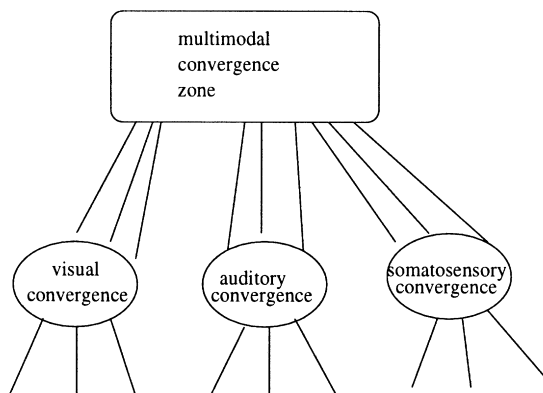 multimodal
convergence
zone
visual
convergence
auditory
convergence
somatosensory
convergence